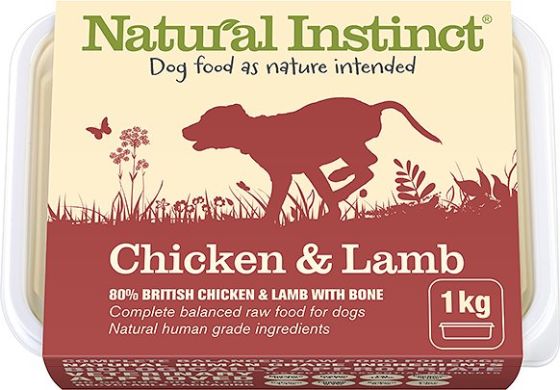 Natural Instinct®
Dog food as nature intended
Chicken & Lamb
80% BRITISH CHICKEN & LAMB WITH BONE
Complete balanced raw food for dogs
Natural human grade ingredients
1kg